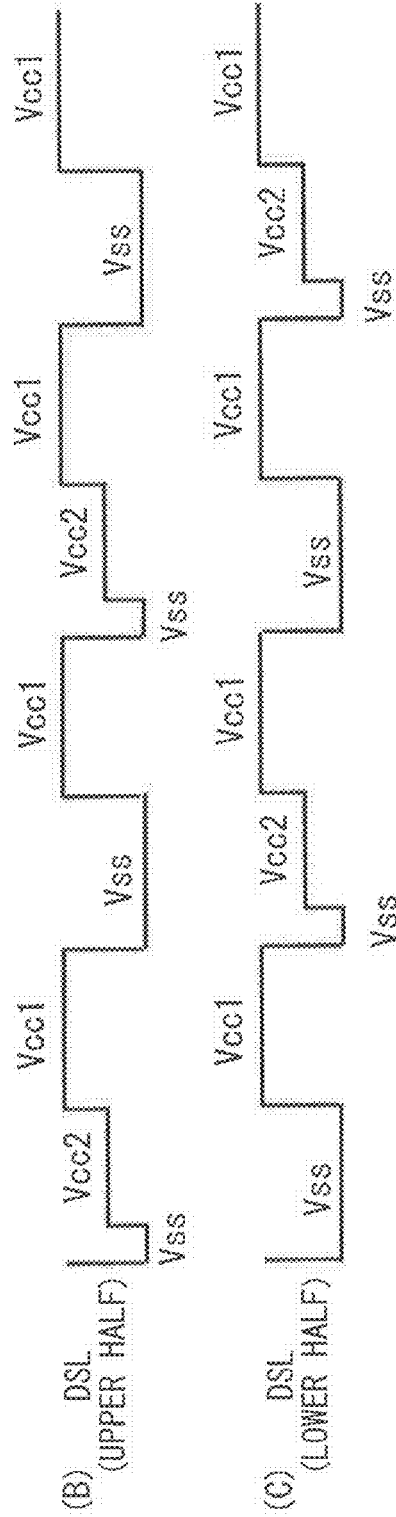 (B) DSL
(UPPER HALF)
Vss
Vcc2
Vcc1
Vss
Vcc1
Vss
Vcc2
Vcc1
Vss
Vcc1
(C) DSL
(LOWER HALF)
Vss
Vcc1
Vss
Vcc2
Vcc1
Vss
Vcc1
Vss
Vcc2
Vcc1